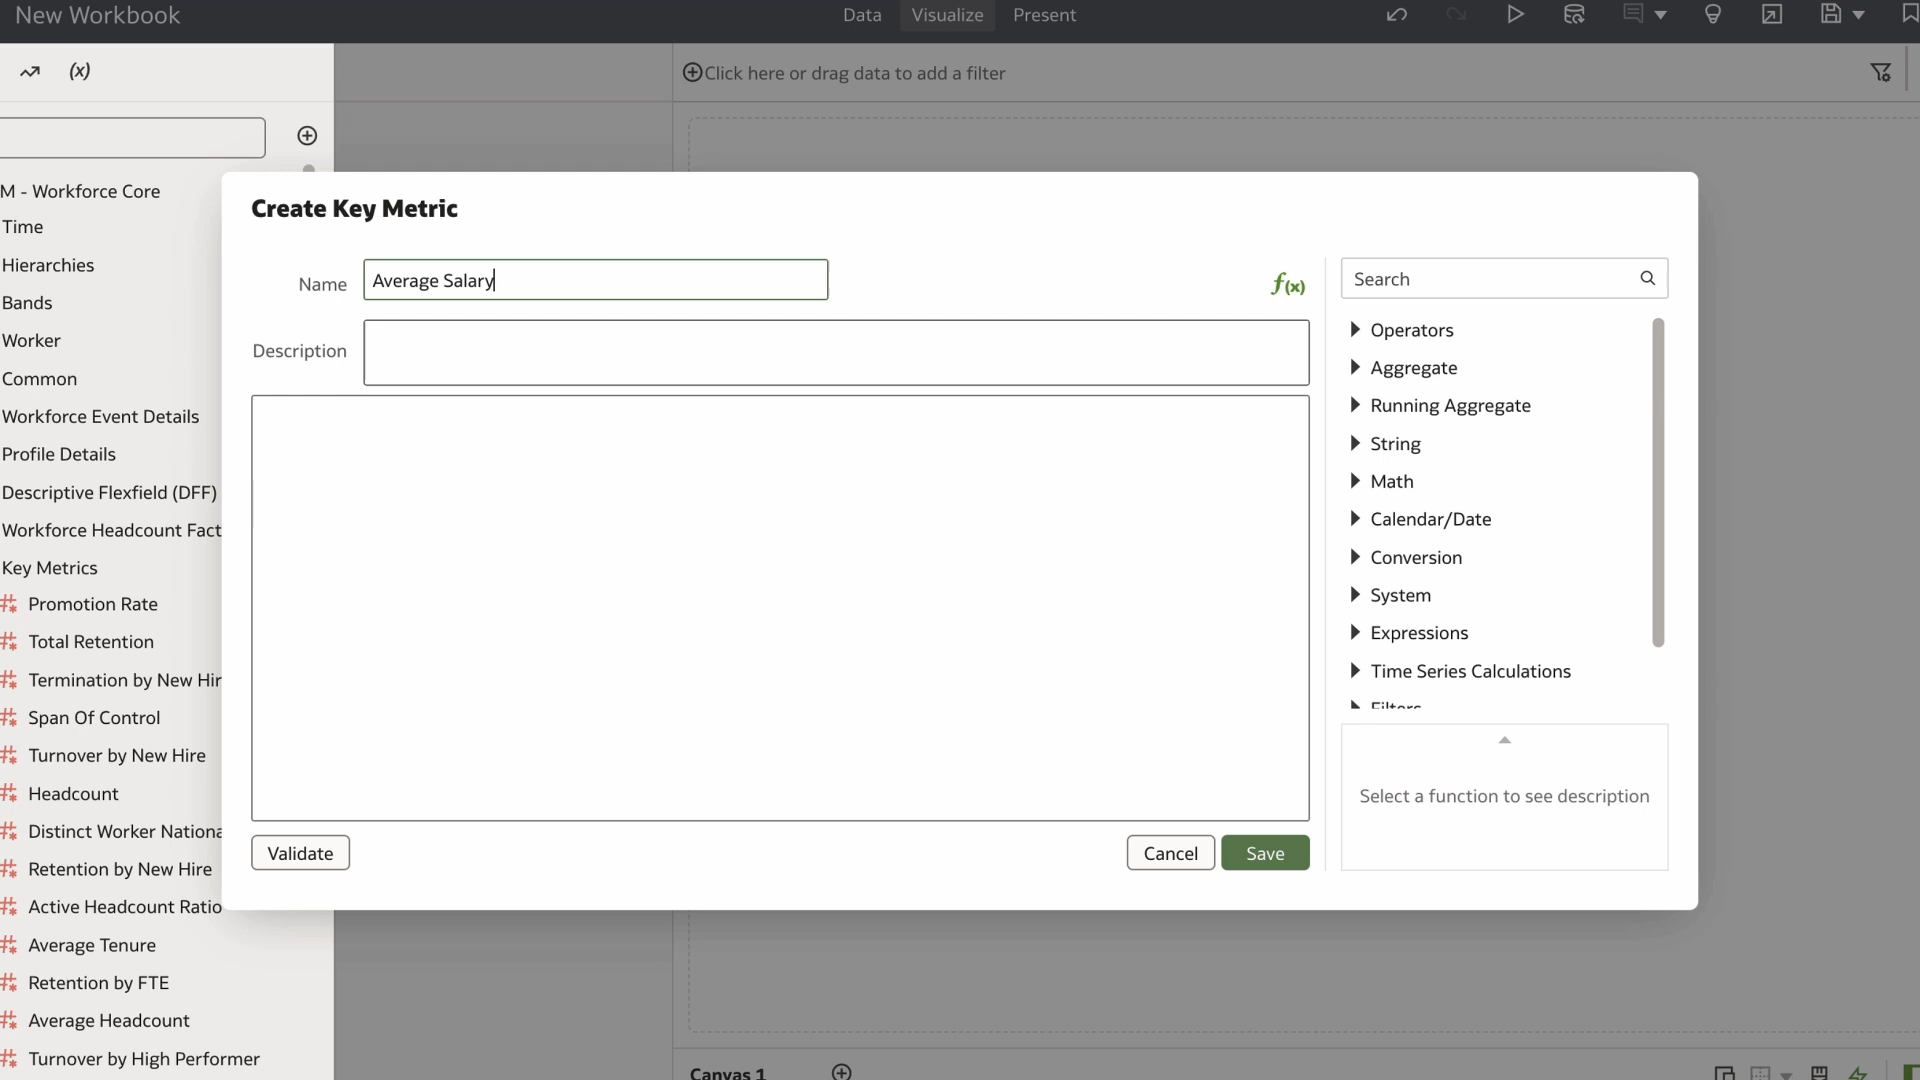 New Workbook
Data
Visualize
Present
(x)
Click here or drag data to add a filter
M - Workforce Core
Time
Hierarchies
Bands
Worker
Common
Workforce Event Details
Profile Details
Descriptive Flexfield (DFF)
Workforce Headcount Fact
Key Metrics
Promotion Rate
Total Retention
Termination by New Hir
Span Of Control
Turnover by New Hire
Headcount
Distinct Worker Nationa
Retention by New Hire
Active Headcount Ratio
Average Tenure
Retention by FTE
Average Headcount
Turnover by High Performer
Create Key Metric
Name
Average Salary
f(x)
Description
Validate
Cancel
Save
Search
Operators
Aggregate
Running Aggregate
String
Math
Calendar/Date
Conversion
System
Expressions
Time Series Calculations
Filters
Select a function to see description
Canvas 1